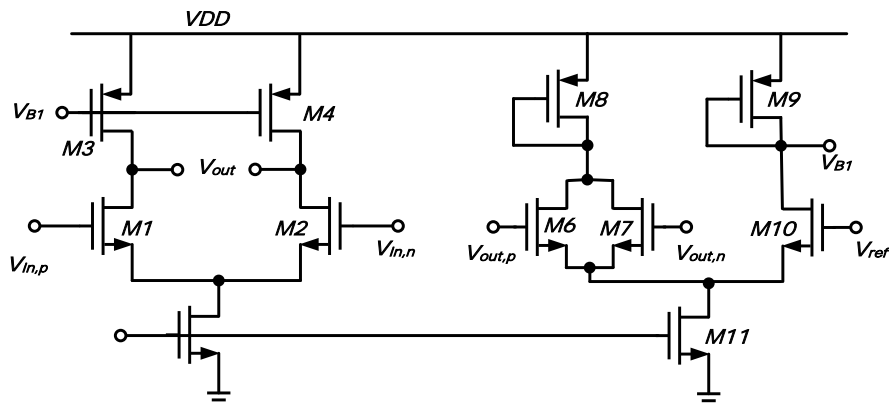 VDD
M8
M9
VB1
M4
M3
Vout
VB1
M1
M2
M6
M7
M10
Vin,p
Vin,n
Vout,p
Vout,n
Vref
M11